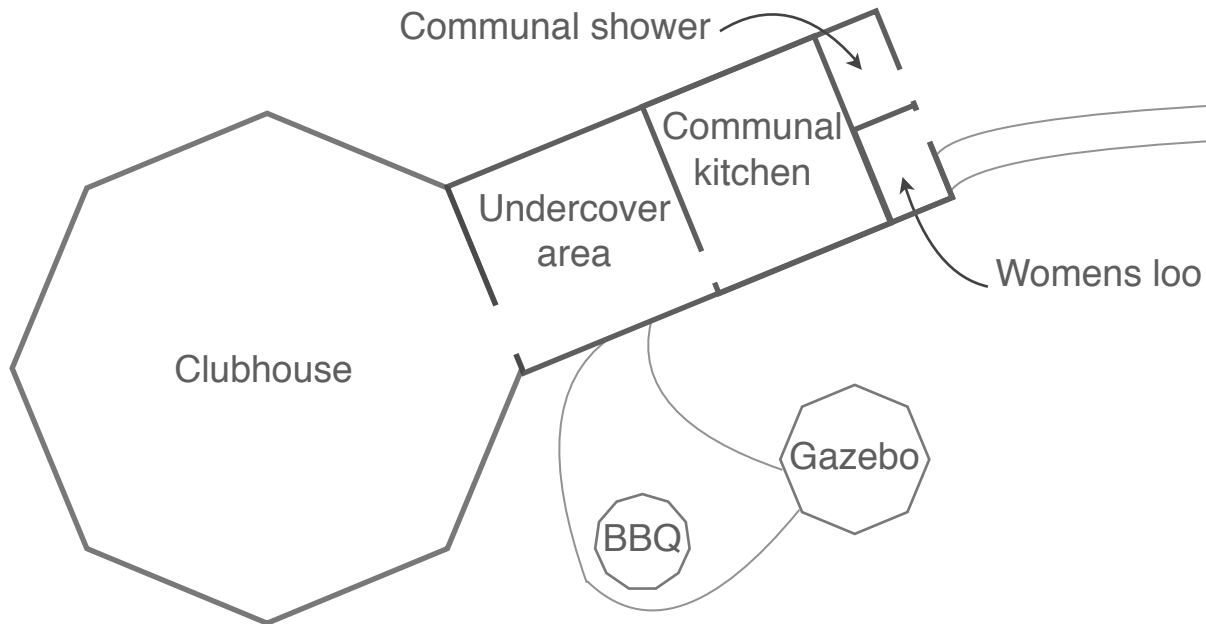 Communal shower
Communal
kitchen
Undercover
area
Womens loo
Clubhouse
Gazebo
BBQ